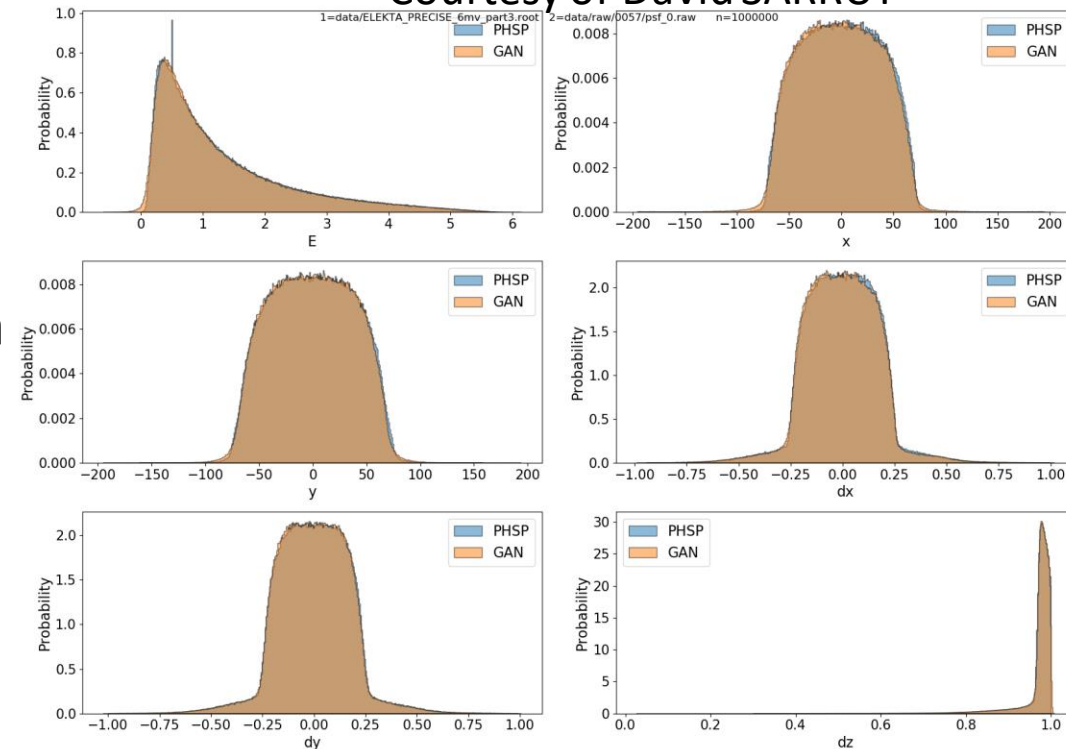 Courtesy of David SARRUT
1=data/ELEKTA_PRECISE_6mv_part3.root 2=data/raw/0057/psf_0.raw n=1000000
PHSP
GAN
Probability
1.0
0.8
0.6
0.4
0.2
0.0
0 1 2 3 4 5 6
E
PHSP
GAN
Probability
0.008
0.006
0.004
0.002
0.000
−200 −150 −100 −50 0 50 100 150 200
x
PHSP
GAN
Probability
0.008
0.006
0.004
0.002
0.000
−200 −150 −100 −50 0 50 100 150 200
y
PHSP
GAN
Probability
2.0
1.5
1.0
0.5
0.0
−1.00 −0.75 −0.50 −0.25 0.00 0.25 0.50 0.75 1.00
dx
PHSP
GAN
Probability
2.0
1.5
1.0
0.5
0.0
−1.00 −0.75 −0.50 −0.25 0.00 0.25 0.50 0.75 1.00
dy
PHSP
GAN
Probability
30
25
20
15
10
5
0
0.0 0.2 0.4 0.6 0.8 1.0
dz